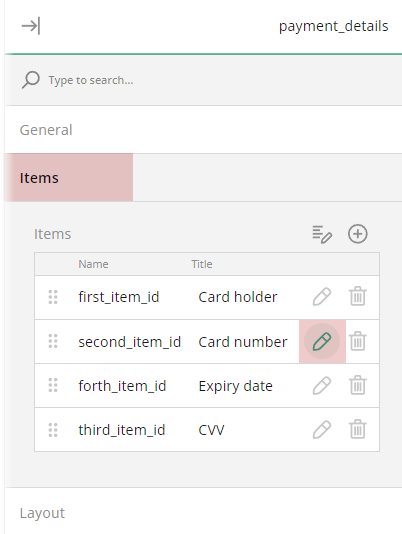 payment_details
Type to search...
General
Items
Items
Name Title
first_item_id Card holder
second_item_id Card number
forth_item_id Expiry date
third_item_id CVV
Layout